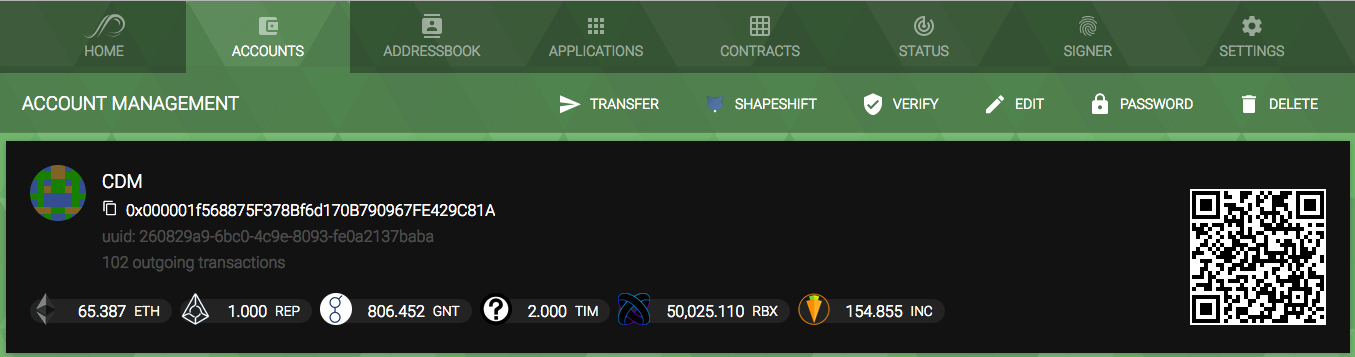 HOME ACCOUNTS ADDRESSBOOK APPLICATIONS CONTRACTS STATUS SIGNER SETTINGS
ACCOUNT MANAGEMENT TRANSFER SHAPESHIFT VERIFY EDIT PASSWORD DELETE
CDM
0x000001f568875F378Bf6d170B790967FE429C81A
uuid: 260829a9-6bc0-4c9e-8093-fe0a2137baba
102 outgoing transactions
65.387 ETH 1.000 REP 806.452 GNT ? 2.000 TIM 50,025.110 RBX 154.855 INC